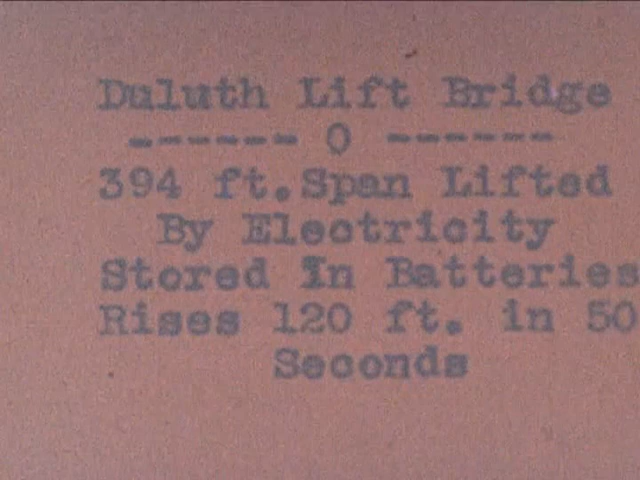 Duluth Lift Bridge
------ 0 ------
394 ft.Span Lifted
By Electricity
Stored In Batteries
Rises 120 ft. in 50
Seconds